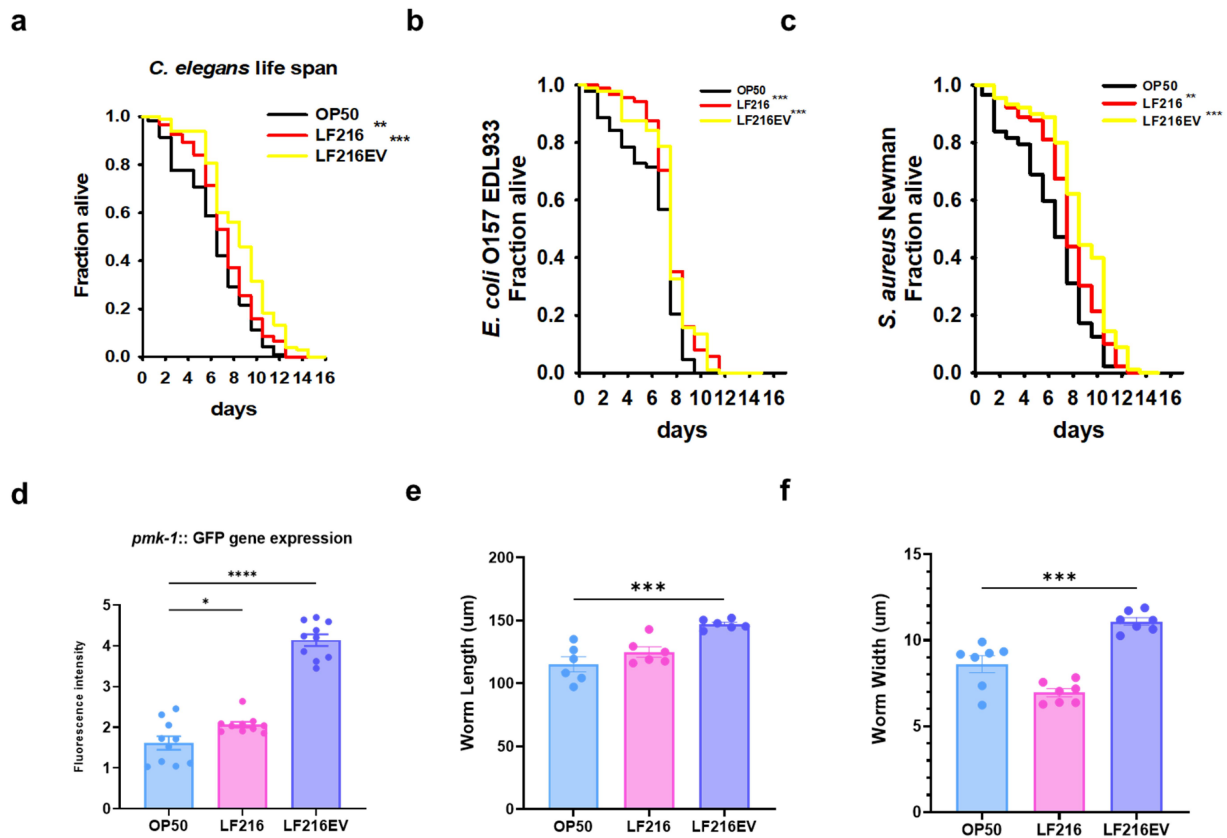 a
C. elegans life span
OP50
LF216 **
LF216EV ***
Fraction alive
1.0
0.8
0.6
0.4
0.2
0.0
0 2 4 6 8 10 12 14 16
days
b
OP50
LF216 ***
LF216EV ***
E. coli O157 EDL933
Fraction alive
1.0
0.8
0.6
0.4
0.2
0.0
0 2 4 6 8 10 12 14 16
days
c
OP50
LF216 **
LF216EV ***
S. aureus Newman
Fraction alive
1.0
0.8
0.6
0.4
0.2
0.0
0 2 4 6 8 10 12 14 16
days
d
pmk-1:: GFP gene expression
****
*
Fluorescence intensity
5
4
3
2
1
0
OP50 LF216 LF216EV
e
***
Worm Length (um)
200
150
100
50
0
OP50 LF216 LF216EV
f
***
Worm Width (um)
15
10
5
0
OP50 LF216 LF216EV